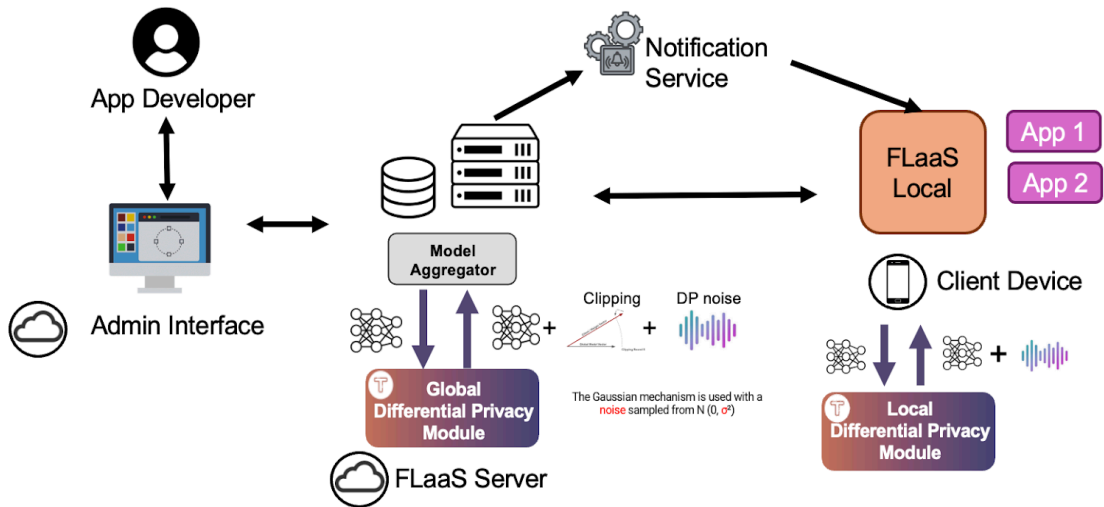 App Developer
Admin Interface
Notification
Service
Model
Aggregator
Clipping
DP noise
+
+
T
Global
Differential Privacy
Module
The Gaussian mechanism is used with a
noise sampled from N (0, σ²)
FLaaS Server
FLaaS
Local
App 1
App 2
Client Device
+
T
Local
Differential Privacy
Module